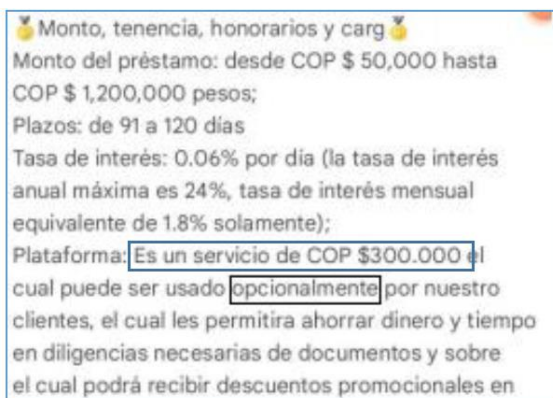 🏅Monto, tenencia, honorarios y carg🏅
Monto del préstamo: desde COP $ 50,000 hasta
COP $ 1,200,000 pesos;
Plazos: de 91 a 120 días
Tasa de interés: 0.06% por día (la tasa de interés
anual máxima es 24%, tasa de interés mensual
equivalente de 1.8% solamente);
Plataforma: Es un servicio de COP $300.000 el
cual puede ser usado opcionalmente por nuestro
clientes, el cual les permitira ahorrar dinero y tiempo
en diligencias necesarias de documentos y sobre
el cual podrá recibir descuentos promocionales en